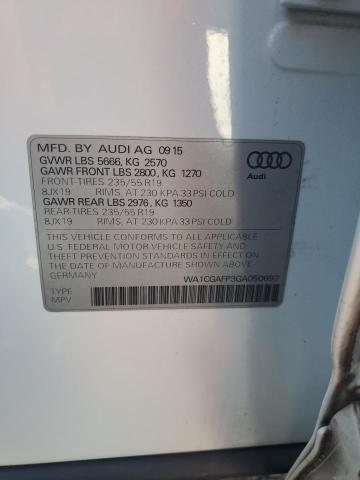 MFD. BY AUDI AG 09 15
GVWR LBS 5666, KG 2570
GAWR FRONT LBS 2800, KG 1270
FRONT-TIRES 235/55 R19
8JX19 RIMS, AT 230 KPA 33 PSI COLD
GAWR REAR LBS 2976, KG 1350
REAR-TIRES 235/55 R19
8JX19 RIMS, AT 230 KPA 33 PSI COLD
Audi
THIS VEHICLE CONFORMS TO ALL APPLICABLE
U.S. FEDERAL MOTOR VEHICLE SAFETY AND
THEFT PREVENTION STANDARDS IN EFFECT ON
THE DATE OF MANUFACTURE SHOWN ABOVE
GERMANY
WA1CGAFP3GA050697
TYPE:
MPV